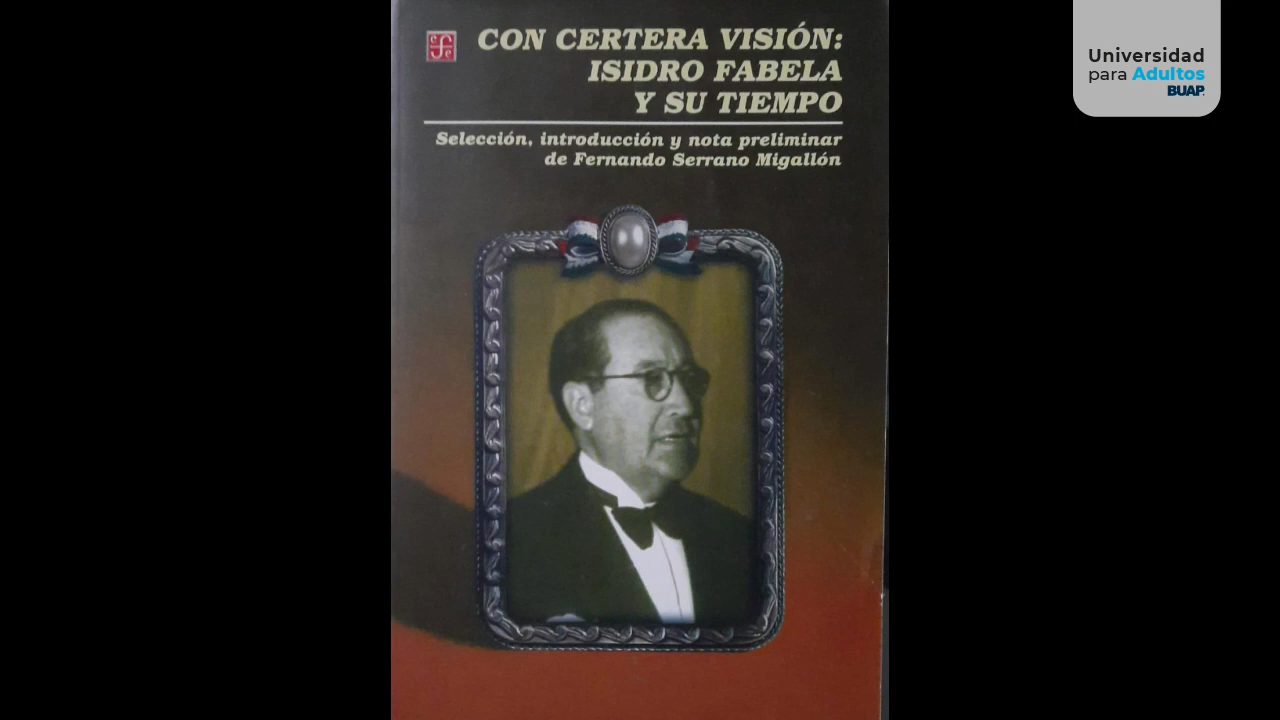 CON CERTERA VISIÓN:
ISIDRO FABELA
Y SU TIEMPO
Selección, introducción y nota preliminar
de Fernando Serrano Migallón
cfe
Universidad
para Adultos
BUAP